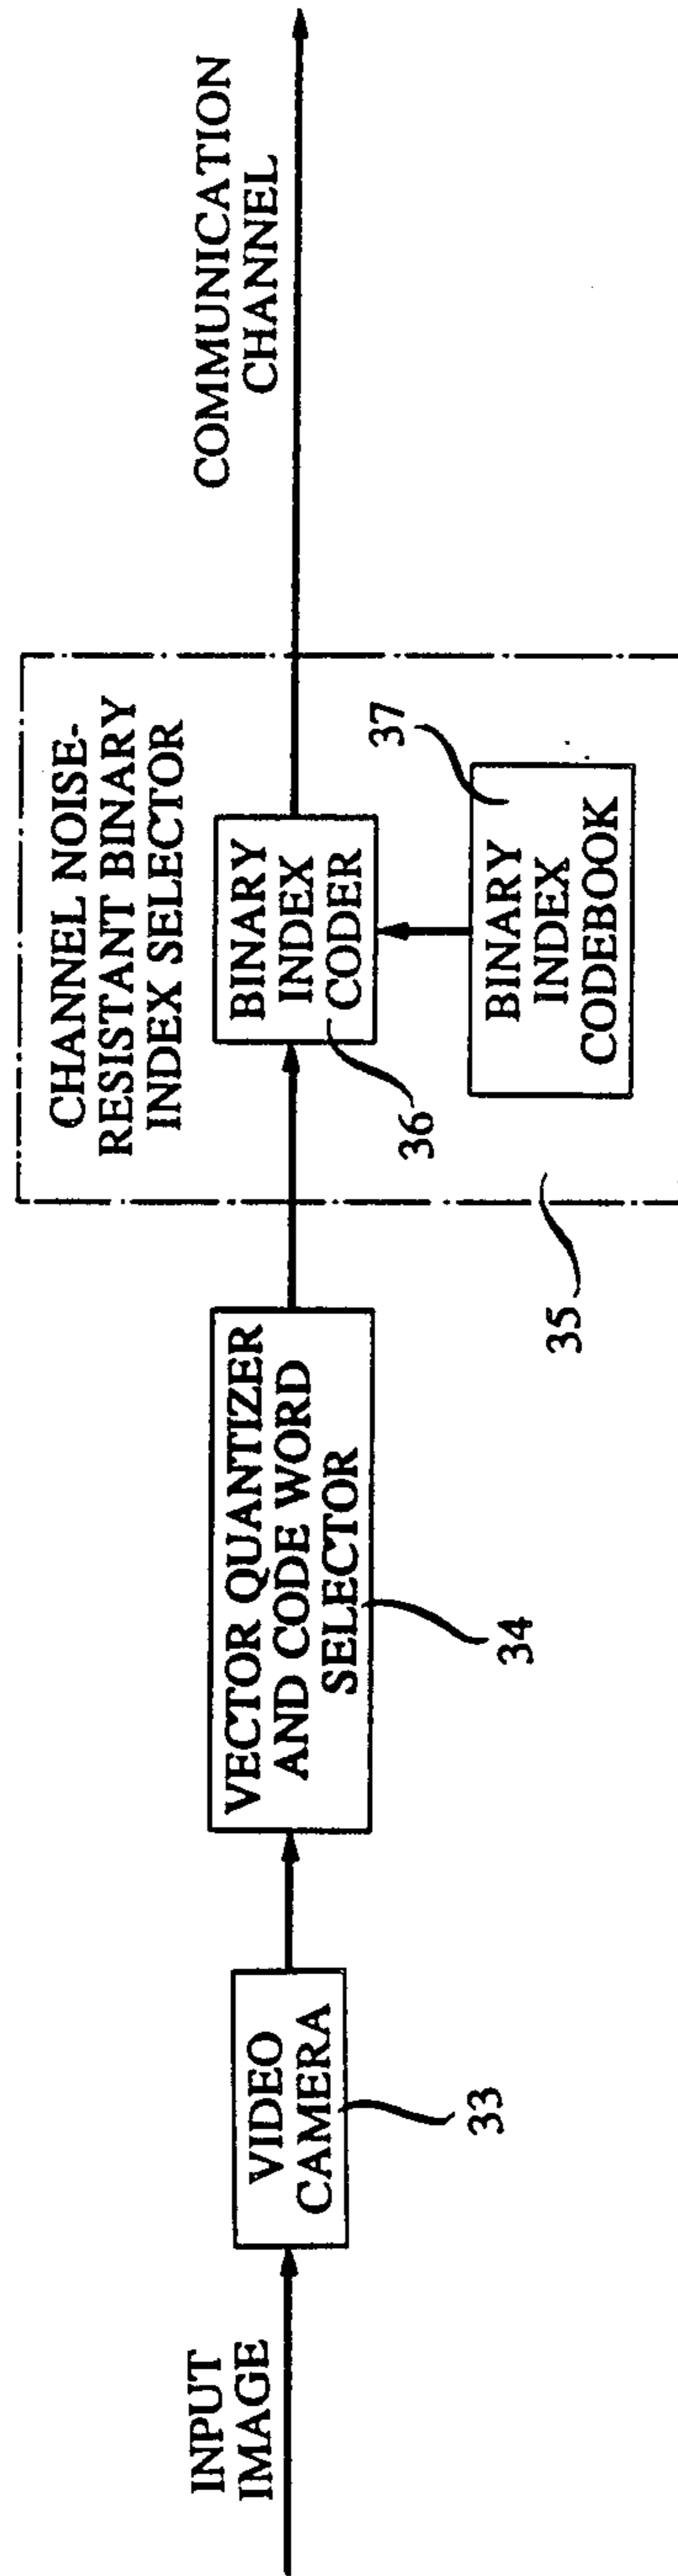 INPUT
IMAGE
VIDEO
CAMERA
33
VECTOR QUANTIZER
AND CODE WORD
SELECTOR
34
CHANNEL NOISE-
RESISTANT BINARY
INDEX SELECTOR
BINARY
INDEX
CODER
36
BINARY
INDEX
CODEBOOK
37
35
COMMUNICATION
CHANNEL